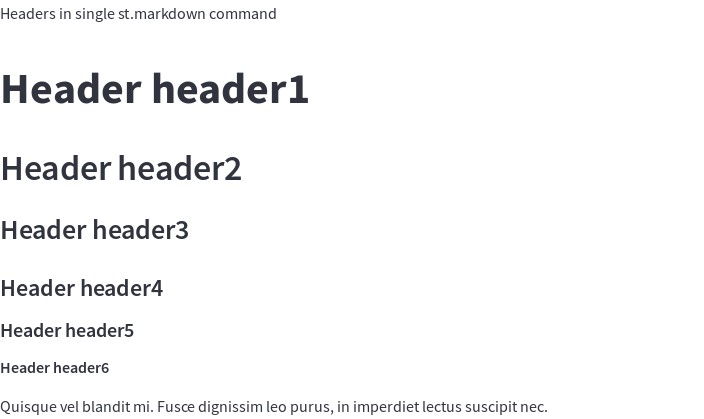 Headers in single st.markdown command
Header header1
Header header2
Header header3
Header header4
Header header5
Header header6
Quisque vel blandit mi. Fusce dignissim leo purus, in imperdiet lectus suscipit nec.